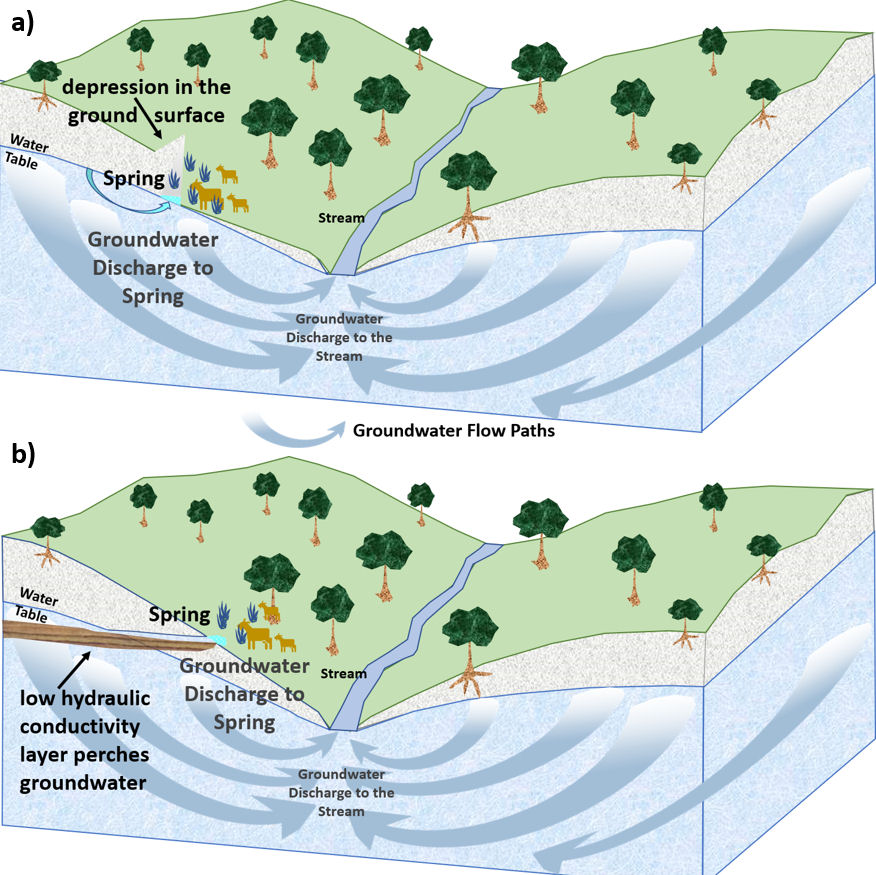 a)
depression in the
ground surface
Water
Table
Spring
Stream
Groundwater
Discharge to
Spring
Groundwater
Discharge to the
Stream
Groundwater Flow Paths
b)
Water
Table
Spring
Stream
Groundwater
Discharge to
Spring
low hydraulic
conductivity
layer perches
groundwater
Groundwater
Discharge to the
Stream